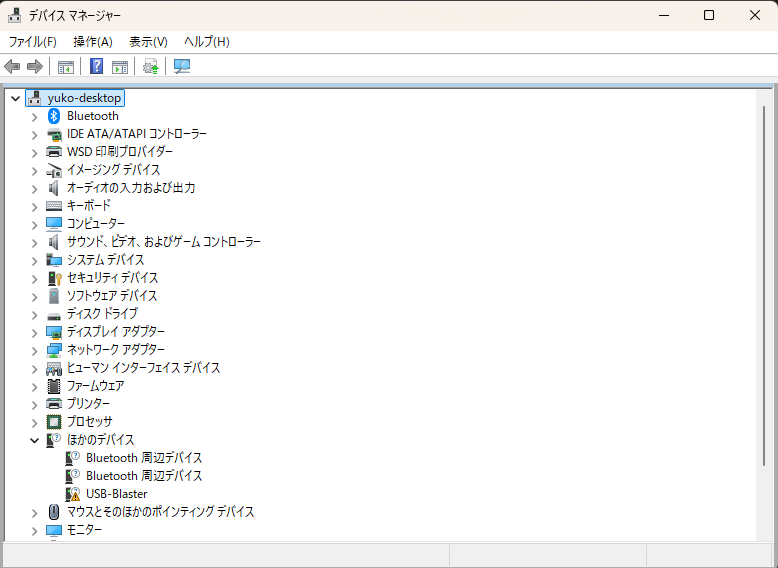 デバイス マネージャー
ファイル(F) 操作(A) 表示(V) ヘルプ(H)
yuko-desktop
Bluetooth
IDE ATA/ATAPI コントローラー
WSD 印刷プロバイダー
イメージング デバイス
オーディオの入力および出力
キーボード
コンピューター
サウンド、ビデオ、およびゲーム コントローラー
システム デバイス
セキュリティ デバイス
ソフトウェア デバイス
ディスク ドライブ
ディスプレイ アダプター
ネットワーク アダプター
ヒューマン インターフェイス デバイス
ファームウェア
プリンター
プロセッサ
ほかのデバイス
Bluetooth 周辺デバイス
Bluetooth 周辺デバイス
USB-Blaster
マウスとそのほかのポインティング デバイス
モニター